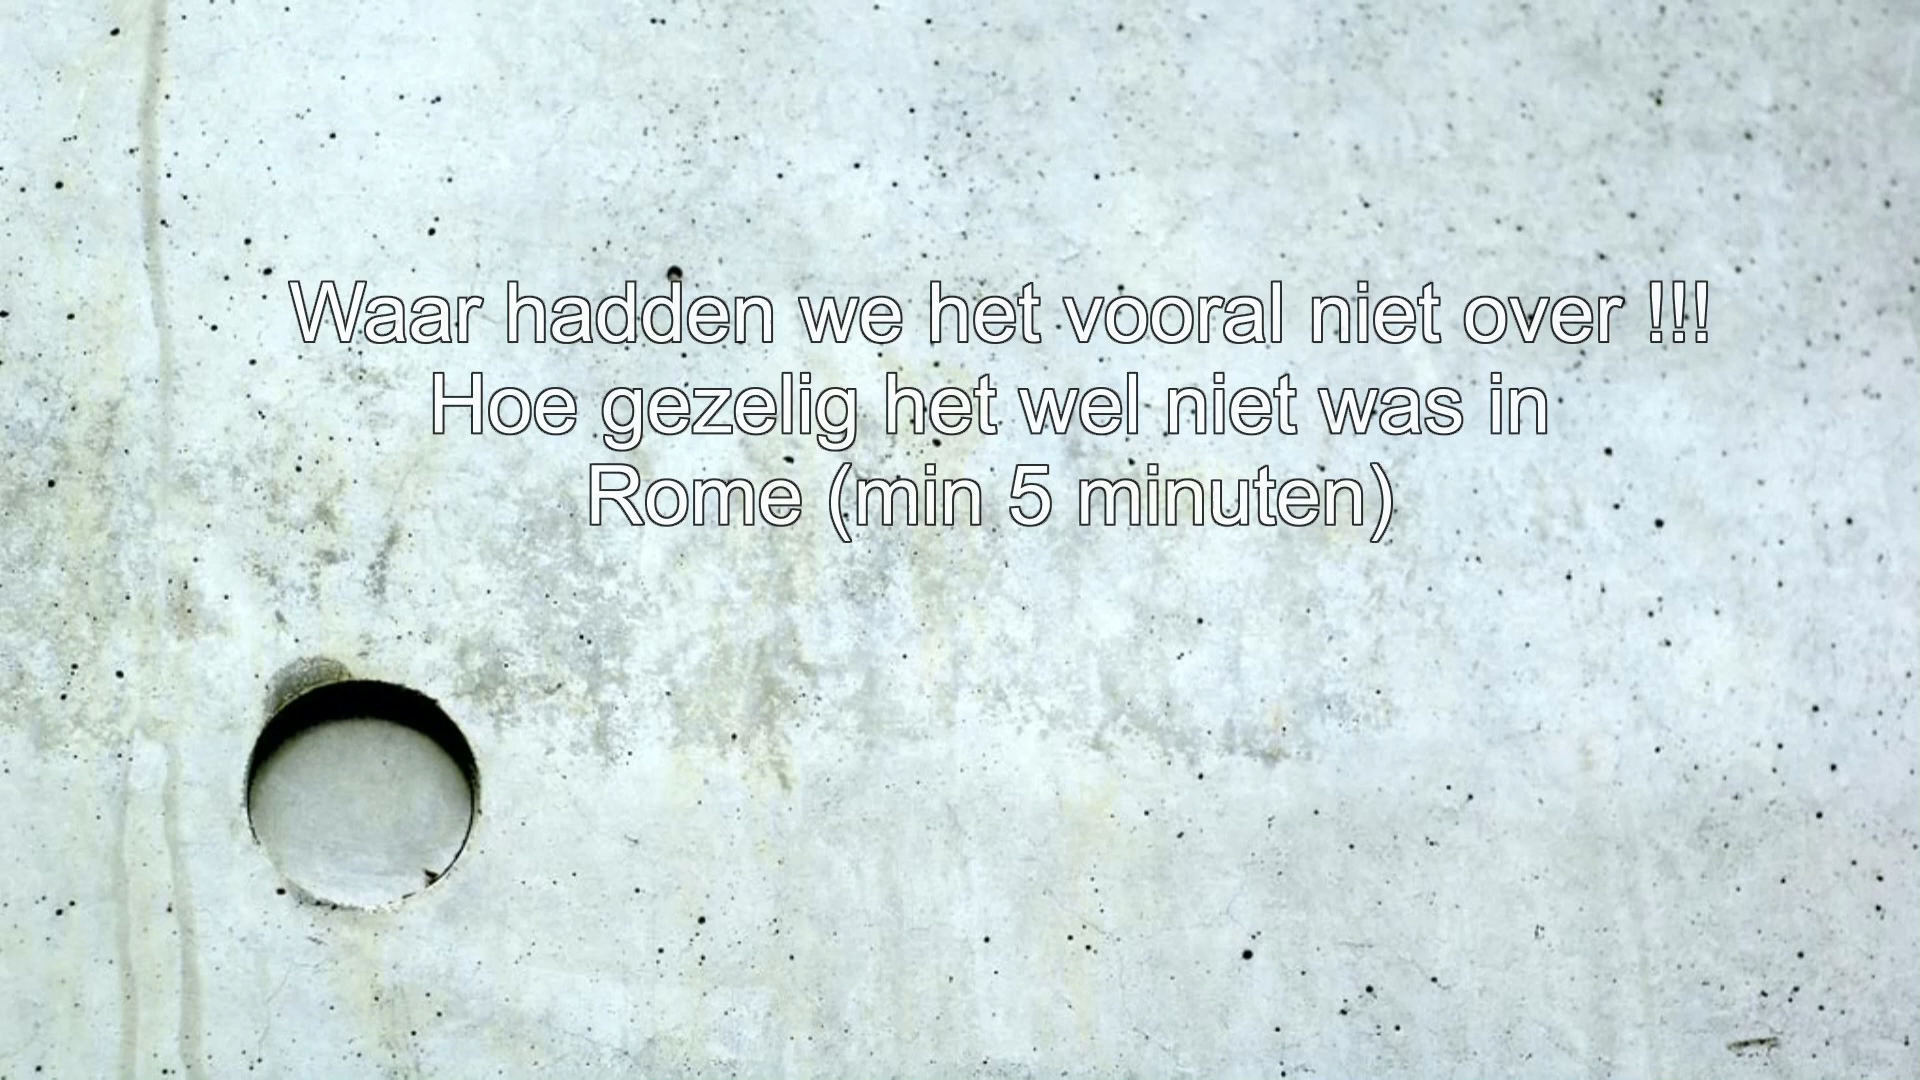 Waar hadden we het vooral niet over !!!
Hoe gezelig het wel niet was in
Rome (min 5 minuten)